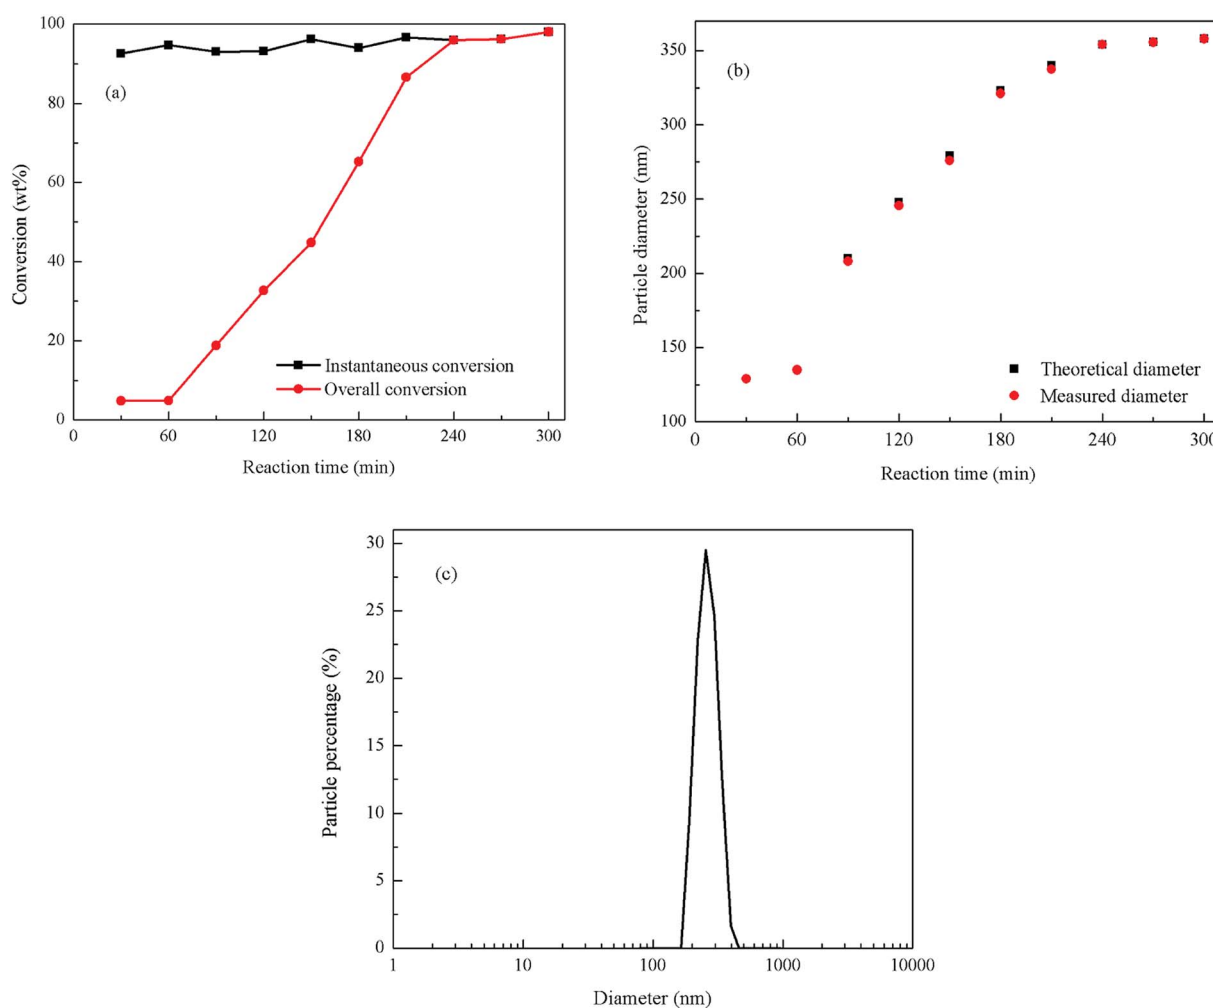 100
80
60
40
20
0
Conversion (wt%)
(a)
Instantaneous conversion
Overall conversion
0 60 120 180 240 300
Reaction time (min)
350
300
250
200
150
100
Particle diameter (nm)
(b)
Theoretical diameter
Measured diameter
0 60 120 180 240 300
Reaction time (min)
30
25
20
15
10
5
0
Particle percentage (%)
(c)
1 10 100 1000 10000
Diameter (nm)